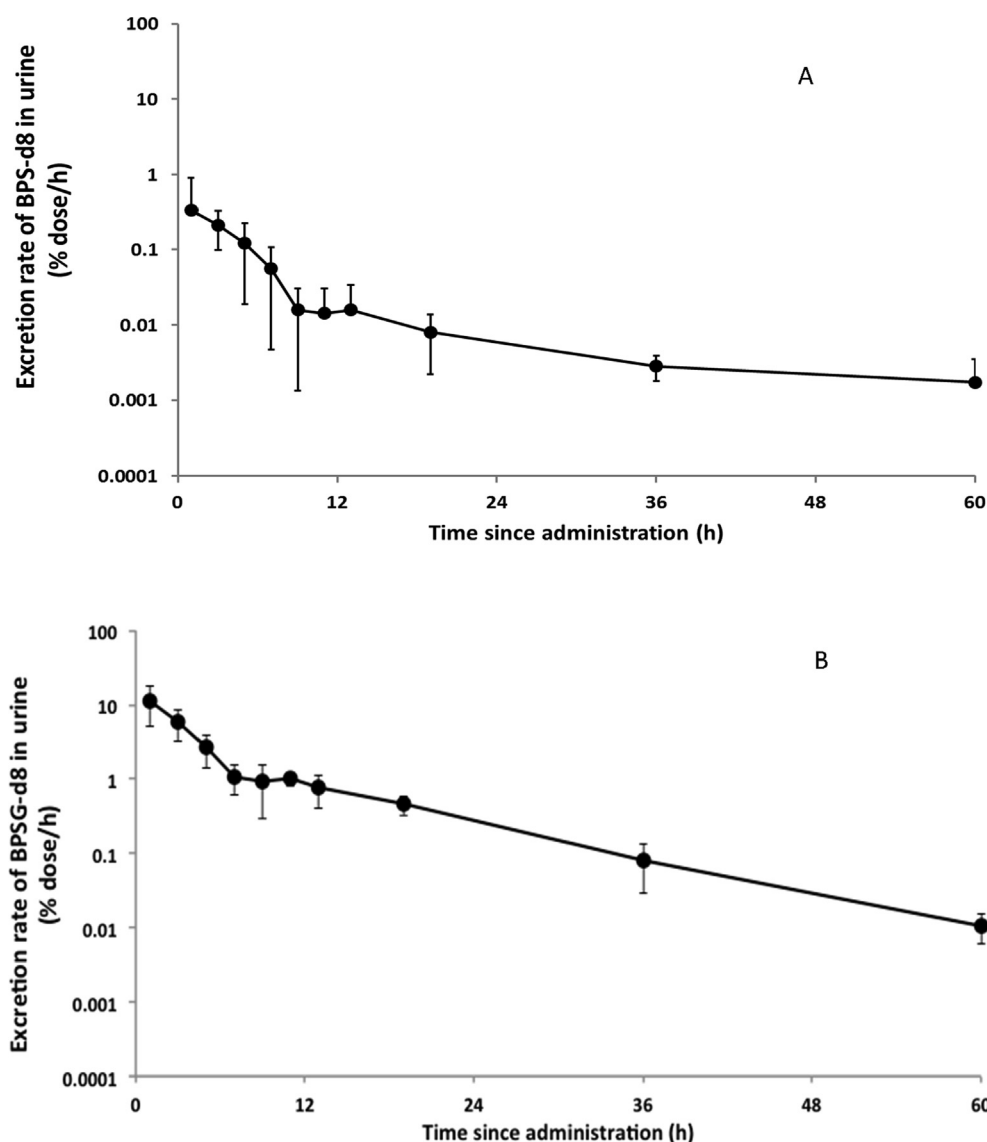 Excretion rate of BPS-d8 in urine
(% dose/h)
100
10
1
0.1
0.01
0.001
0.0001
A
0 12 24 36 48 60
Time since administration (h)
Excretion rate of BPSG-d8 in urine
(% dose/h)
100
10
1
0.1
0.01
0.001
0.0001
B
0 12 24 36 48 60
Time since administration (h)